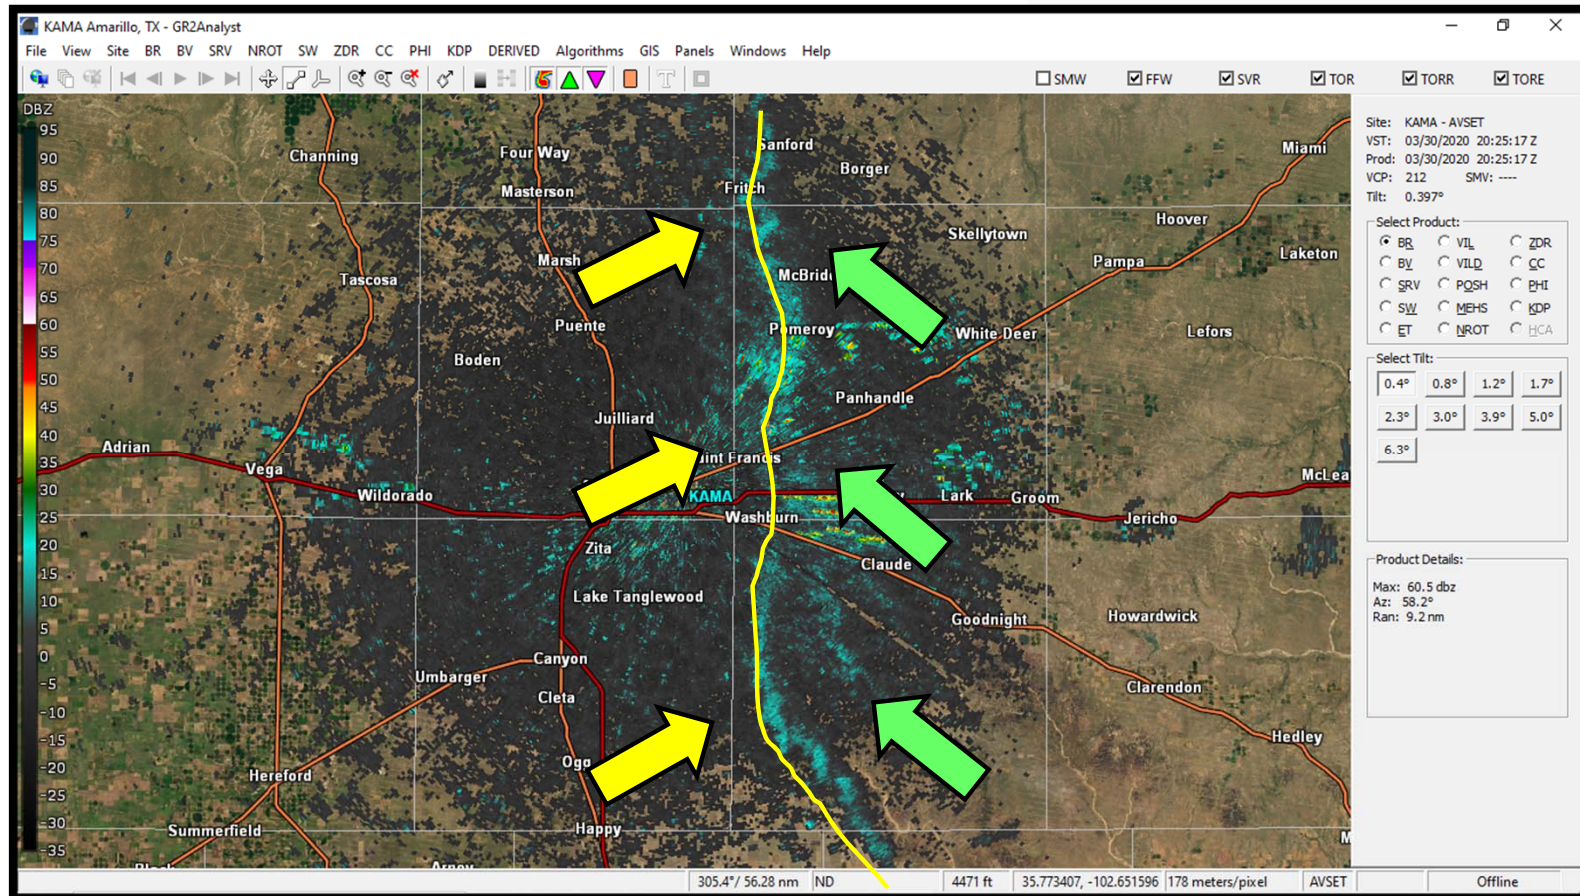 KAMA Amarillo, TX - GR2Analyst
File View Site BR BV SRV NROT SW ZDR CC PHI KDP DERIVED Algorithms GIS Panels Windows Help
SMW FFW SVR TOR TORR TORE
DBZ
95
90
85
80
75
70
65
60
55
50
45
40
35
30
25
20
15
10
5
0
-5
-10
-15
-20
-25
-30
-35
Channing
Four Way
Sanford
Miami
Borger
Masterson
Fritch
Hoover
Skellytown
Laketon
Marsh
Pampa
Tascosa
McBride
Puente
Pomeroy
White Deer
Lefors
Boden
Panhandle
Juilliard
Adrian
Saint Francis
Vega
Wildorado
KAMA
Lark
Groom
Washburn
Jericho
Zita
Claude
Lake Tanglewood
Goodnight
Howardwick
Canyon
Umbarger
Cleta
Clarendon
Hedley
Hereford
Happy
Summerfield
Site: KAMA - AVSET
VST: 03/30/2020 20:25:17 Z
Prod: 03/30/2020 20:25:17 Z
VCP: 212 SMV: ----
Tilt: 0.397°
Select Product:
BR VIL ZDR
BV VILD CC
SRV POSH PHI
SW MEHS KDP
ET NROT HCA
Select Tilt:
0.4° 0.8° 1.2° 1.7°
2.3° 3.0° 3.9° 5.0°
6.3°
Product Details:
Max: 60.5 dbz
Az: 58.2°
Ran: 9.2 nm
305.4°/ 56.28 nm ND 4471 ft 35.773407, -102.651596 178 meters/pixel AVSET Offline